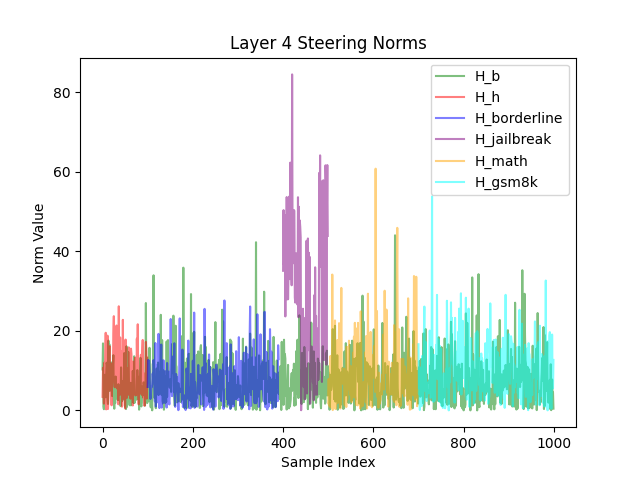 Layer 4 Steering Norms
H_b
H_h
H_borderline
H_jailbreak
H_math
H_gsm8k
Norm Value
80
60
40
20
0
0 200 400 600 800 1000
Sample Index